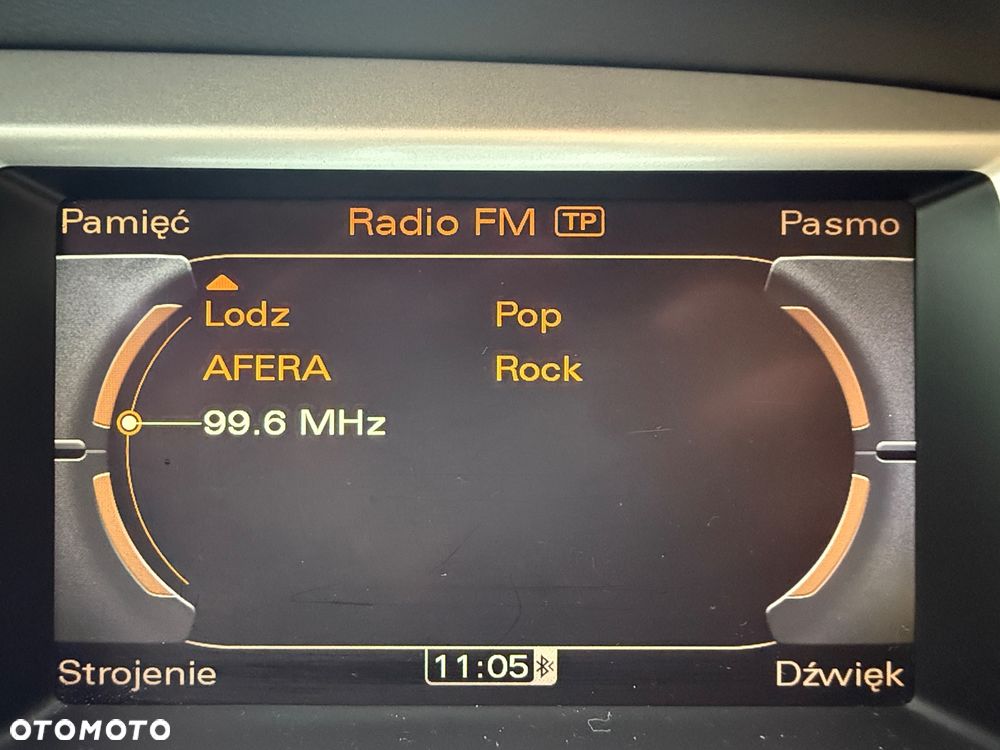 Pamięć Radio FM TP Pasmo
Lodz Pop
AFERA Rock
99.6 MHz
Strojenie 11:05 Dźwięk
OTOMOTO